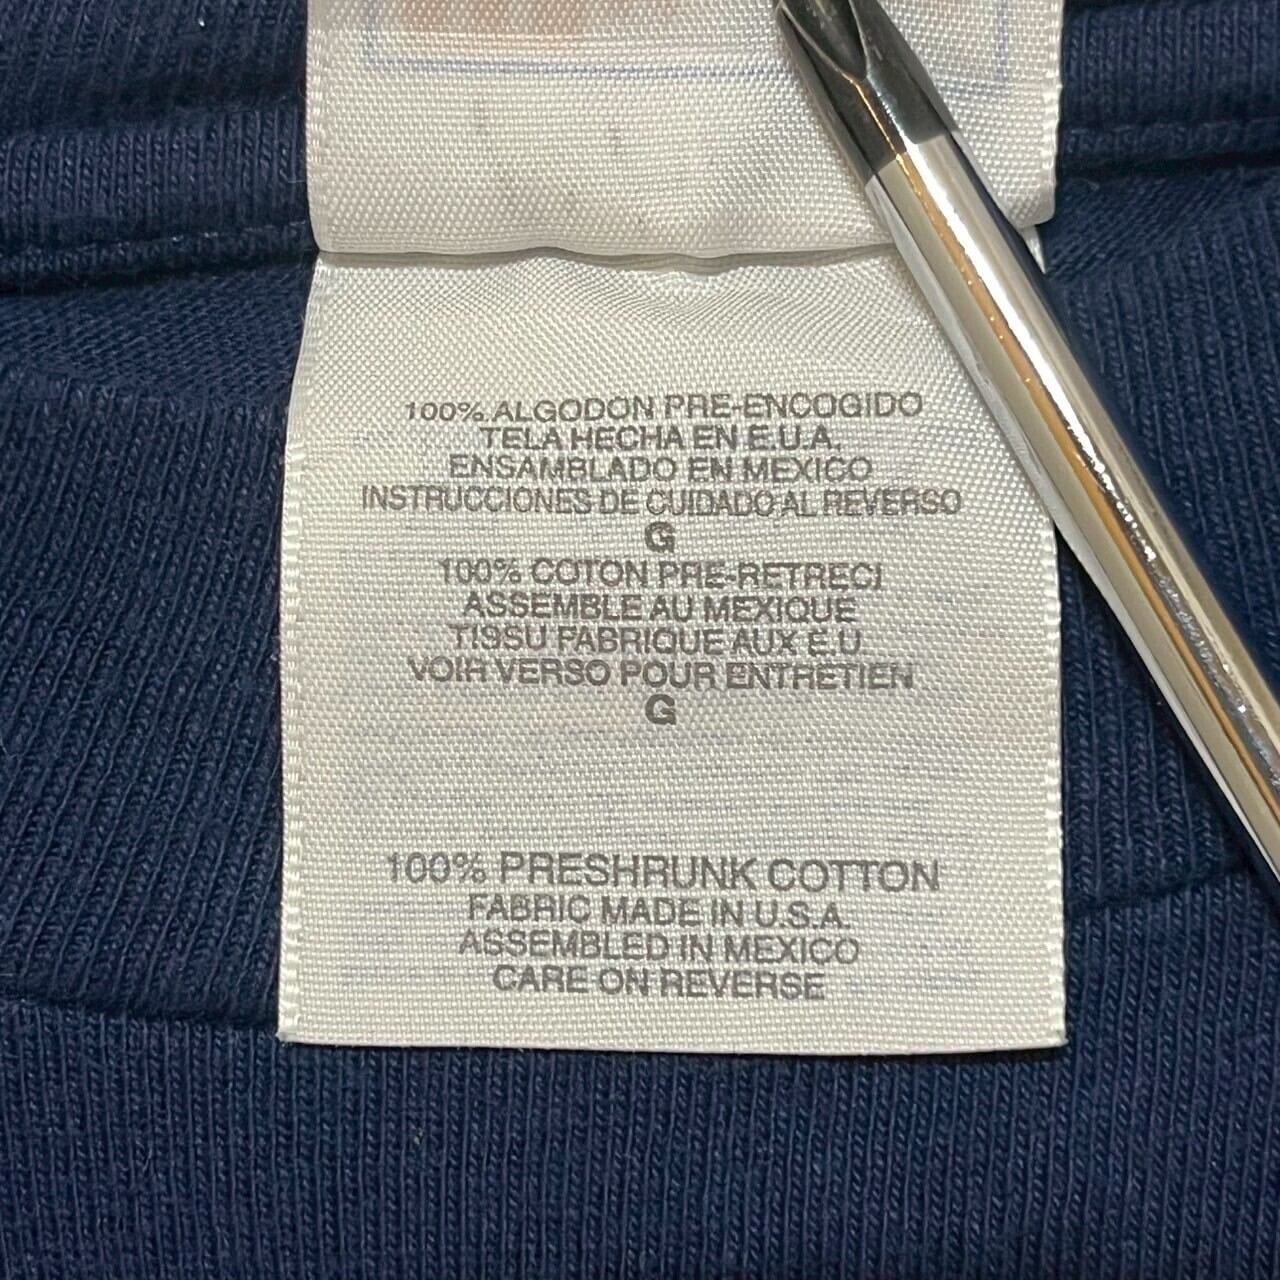 100% ALGODON PRE-ENCOGIDO
TELA HECHA EN E.U.A.
ENSAMBLADO EN MEXICO
INSTRUCCIONES DE CUIDADO AL REVERSO
G
100% COTON PRE-RETRECI
ASSEMBLE AU MEXIQUE
TISSU FABRIQUE AUX E.U
VOIR VERSO POUR ENTRETIEN
G
100% PRESHRUNK COTTON
FABRIC MADE IN U.S.A.
ASSEMBLED IN MEXICO
CARE ON REVERSE